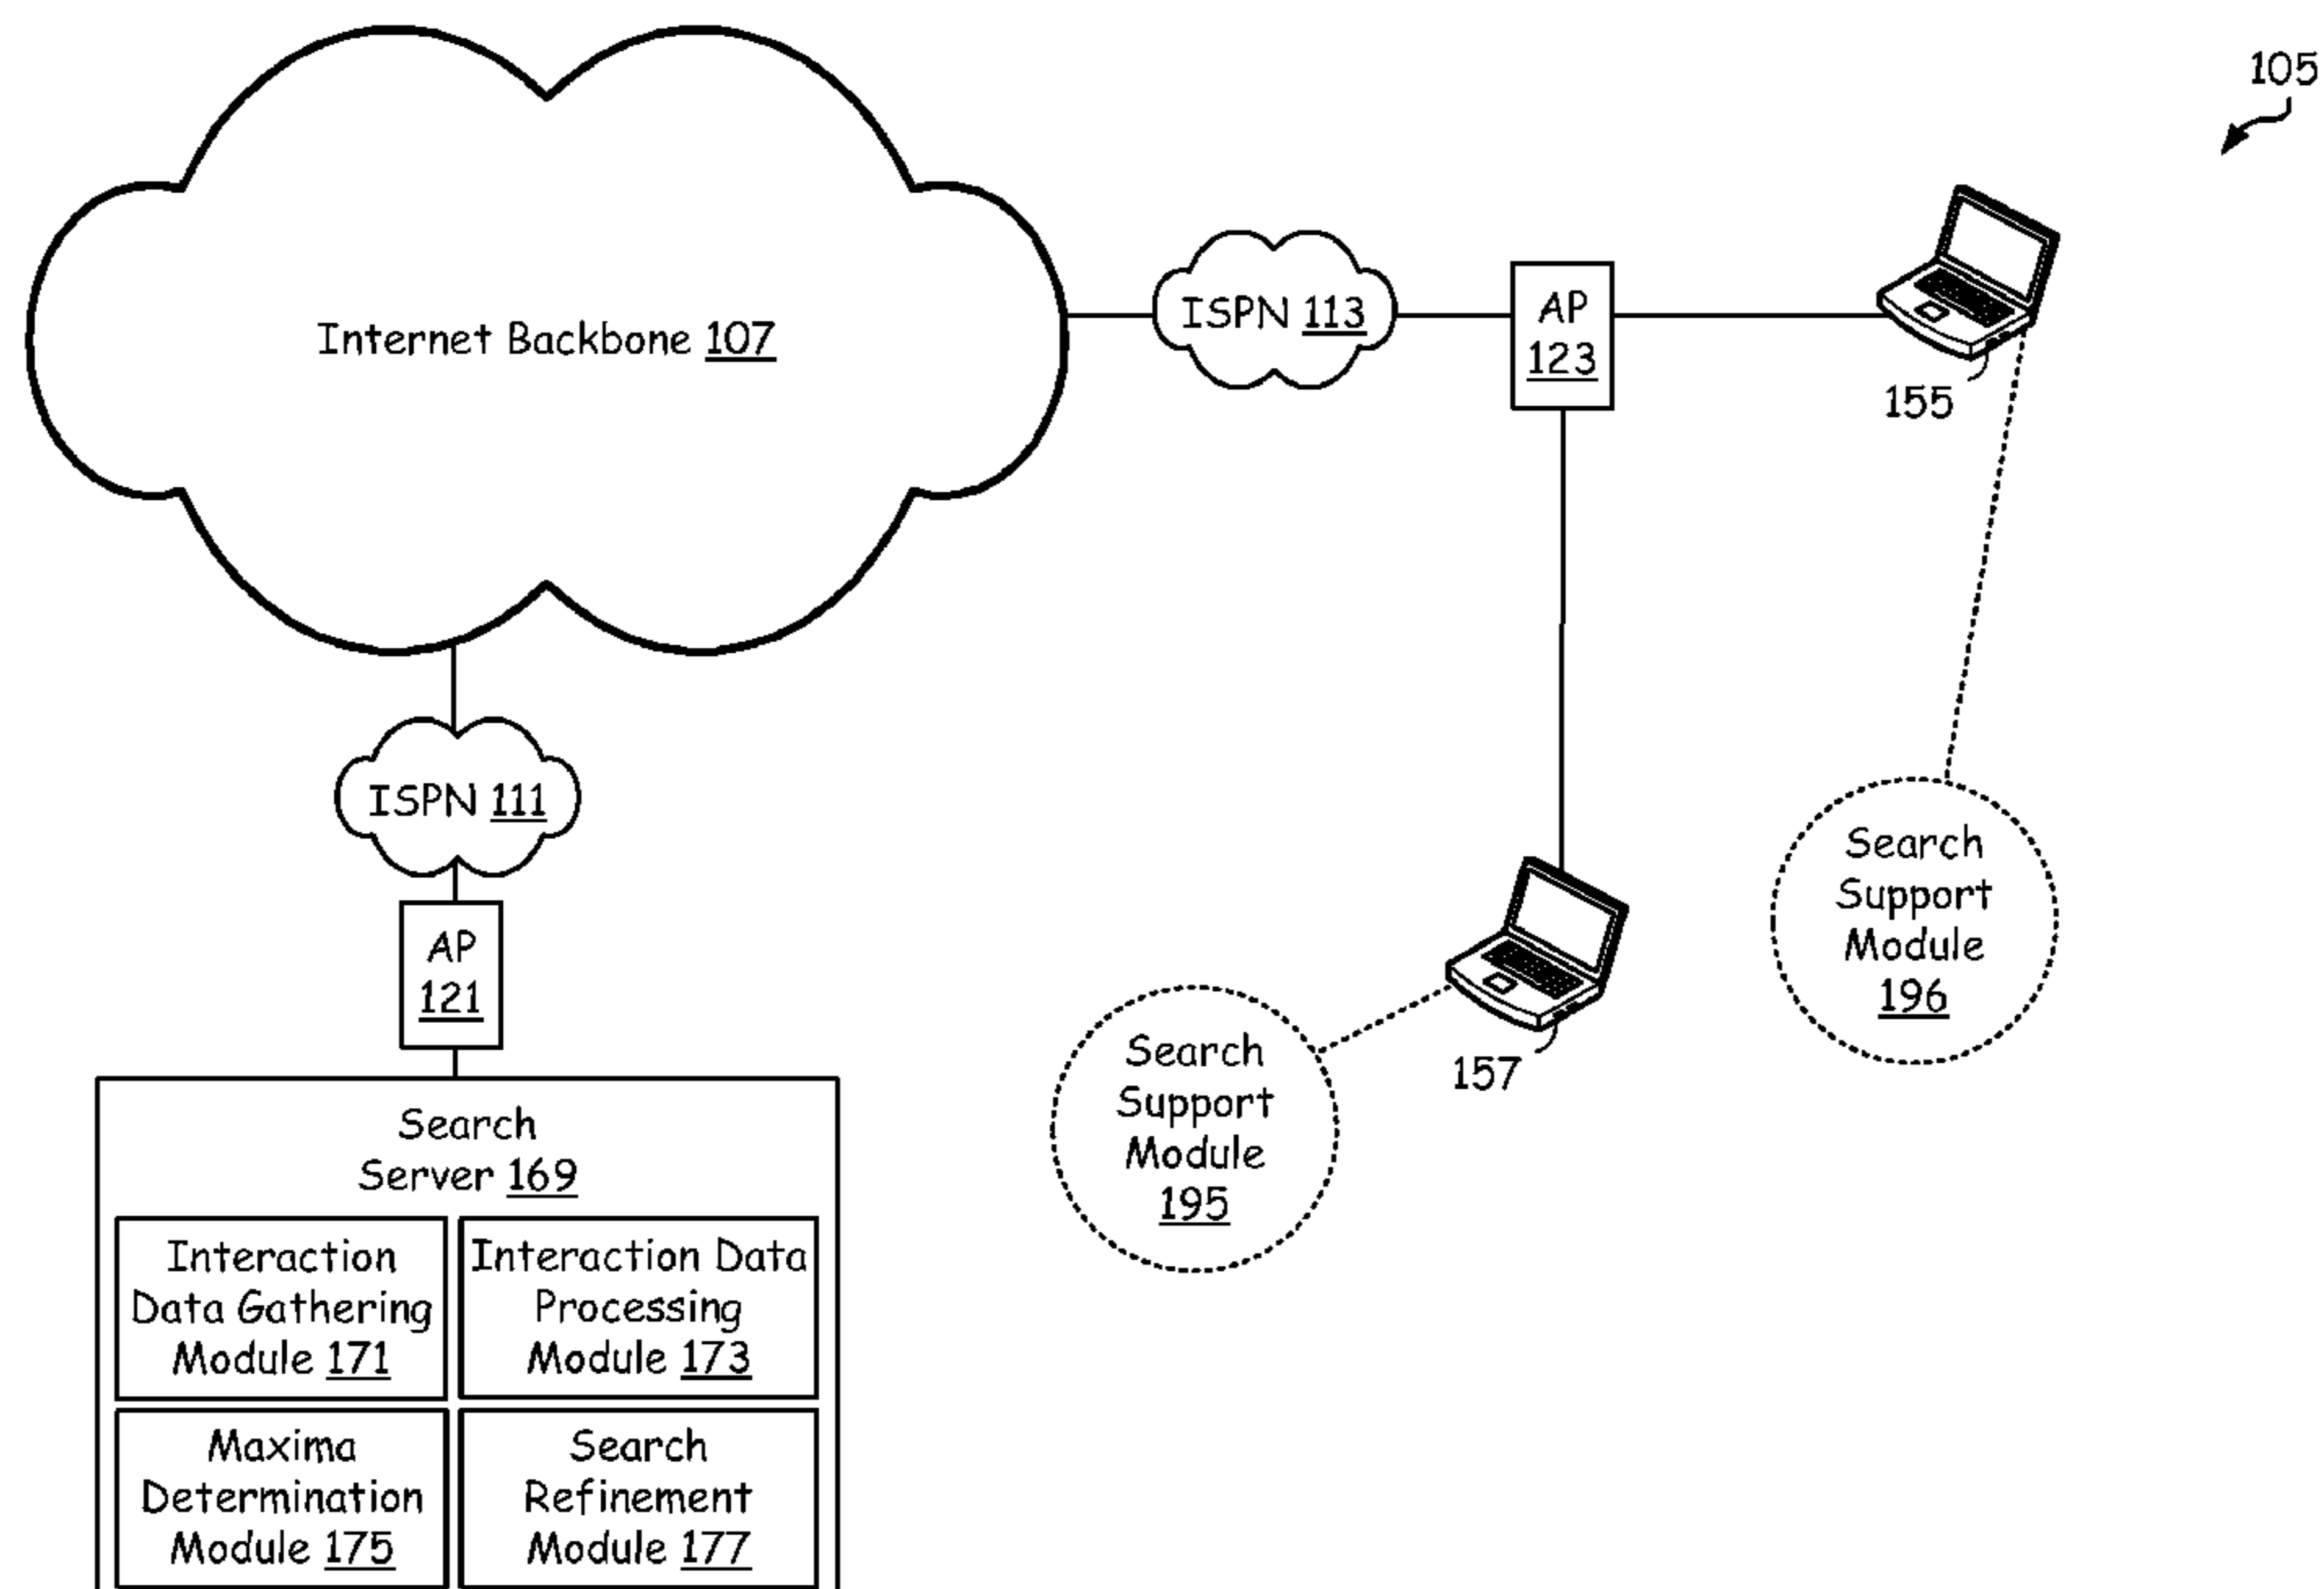 105
Internet Backbone 107
ISPN 113
AP
123
155
ISPN 111
AP
121
Search
Support
Module
196
157
Search
Support
Module
195
Search
Server 169
Interaction
Data Gathering
Module 171
Interaction Data
Processing
Module 173
Maxima
Determination
Module 175
Search
Refinement
Module 177